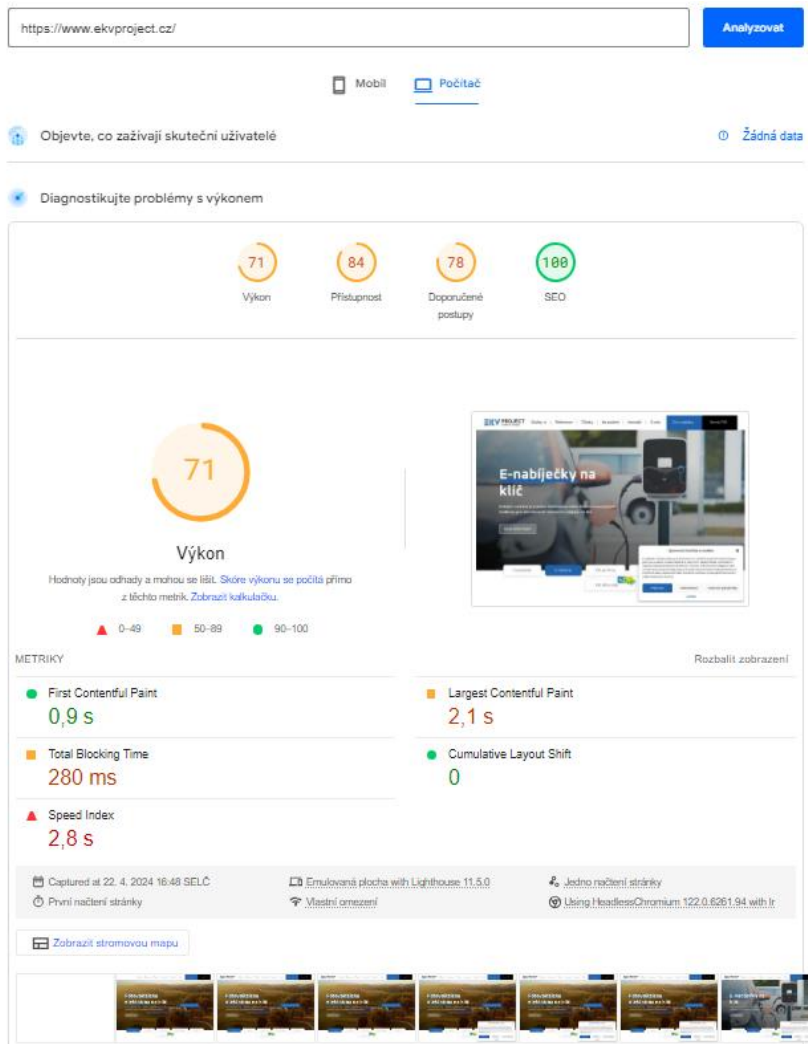 https://www.ekvproject.cz/
Analyzovat
Mobil
Počítač
Objevte, co zažívají skuteční uživatelé
Žádná data
Diagnostikujte problémy s výkonem
71
84
78
100
Výkon
Přístupnost
Doporučené
postupy
SEO
71
EKV PROJECT
E-nabíječky na
klíč
Výkon
Hodnoty jsou odhady a mohou se lišit. Skóre výkonu se počítá přímo
z těchto metrik. Zobrazit kalkulačku.
0–49
50–89
90–100
METRIKY
Rozbalit zobrazení
First Contentful Paint
0,9 s
Largest Contentful Paint
2,1 s
Total Blocking Time
280 ms
Cumulative Layout Shift
0
Speed Index
2,8 s
Captured at 22. 4. 2024 16:48 SELČ
Emulovaná plocha with Lighthouse 11.5.0
Jedno načtení stránky
První načtení stránky
Vlastní omezení
Using HeadlessChromium 122.0.6261.94 with lr
Zobrazit stromovou mapu